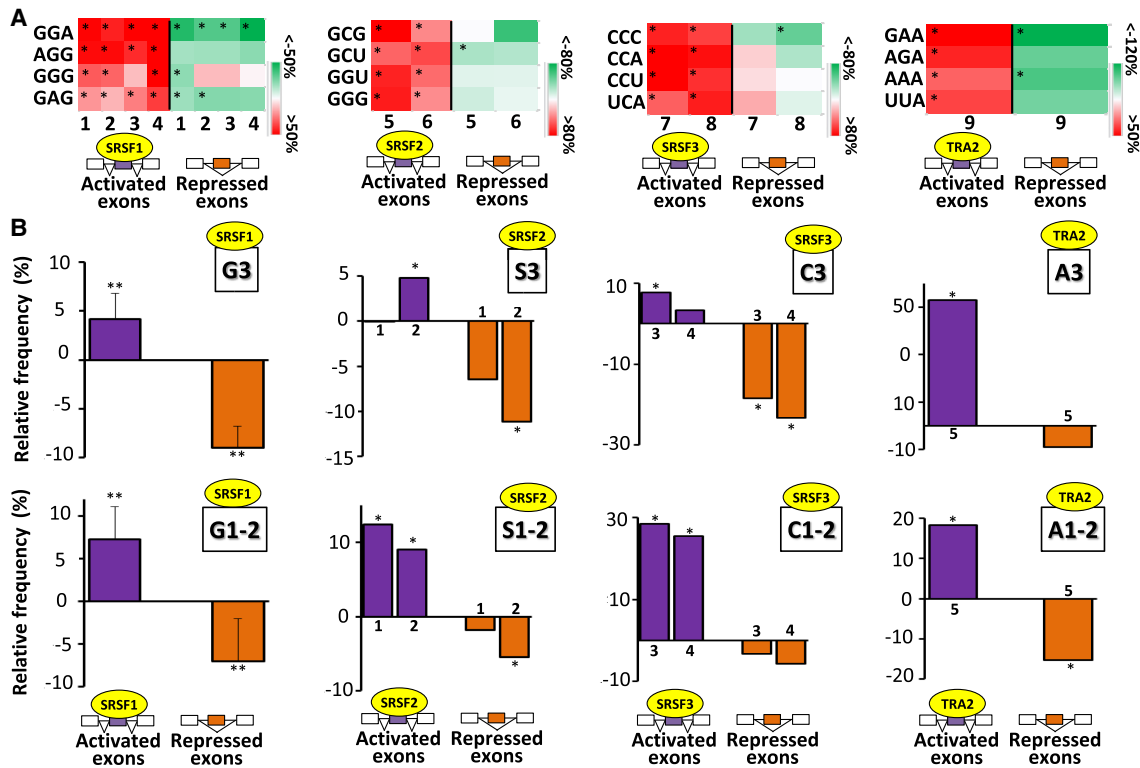 A
GGA * * * * * * * *
AGG * * * *
GGG * * * *
GAG * * * * * *
1 2 3 4 1 2 3 4
<-50%
>50%
SRSF1
Activated exons
Repressed exons
GCG * *
GCU * * *
GGU * *
GGG * *
5 6 5 6
<-80%
>80%
SRSF2
Activated exons
Repressed exons
CCC * * *
CCA * *
CCU * *
UCA * *
7 8 7 8
<-80%
>80%
SRSF3
Activated exons
Repressed exons
GAA * *
AGA *
AAA * *
UUA *
9 9
<-120%
>50%
TRA2
Activated exons
Repressed exons
B
Relative frequency (%)
10
5
0
-5
-10
**
**
SRSF1
G3
5
0
-5
-10
-15
*
1 2
1 2
*
SRSF2
S3
10
-10
-30
*
3 4
3 4
* *
SRSF3
C3
50
0
10
-10
*
5
5
TRA2
A3
Relative frequency (%)
10
5
0
-5
-10
**
**
SRSF1
G1-2
10
0
-10
* *
1 2
1 2
*
SRSF2
S1-2
30
10
-10
* *
3 4
3 4
SRSF3
C1-2
20
10
0
-10
-20
*
5
5
*
TRA2
A1-2
SRSF1
Activated exons
Repressed exons
SRSF2
Activated exons
Repressed exons
SRSF3
Activated exons
Repressed exons
TRA2
Activated exons
Repressed exons